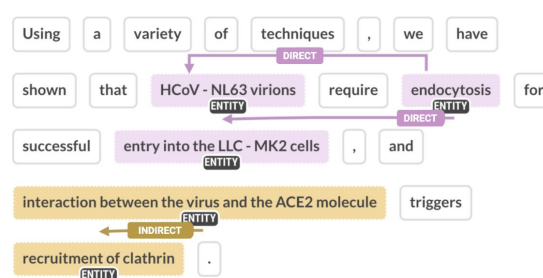 Using a variety of techniques , we have
DIRECT
shown that HCoV - NL63 virions require endocytosis for
ENTITY ENTITY
DIRECT
successful entry into the LLC - MK2 cells , and
ENTITY
interaction between the virus and the ACE2 molecule triggers
ENTITY
INDIRECT
recruitment of clathrin .
ENTITY